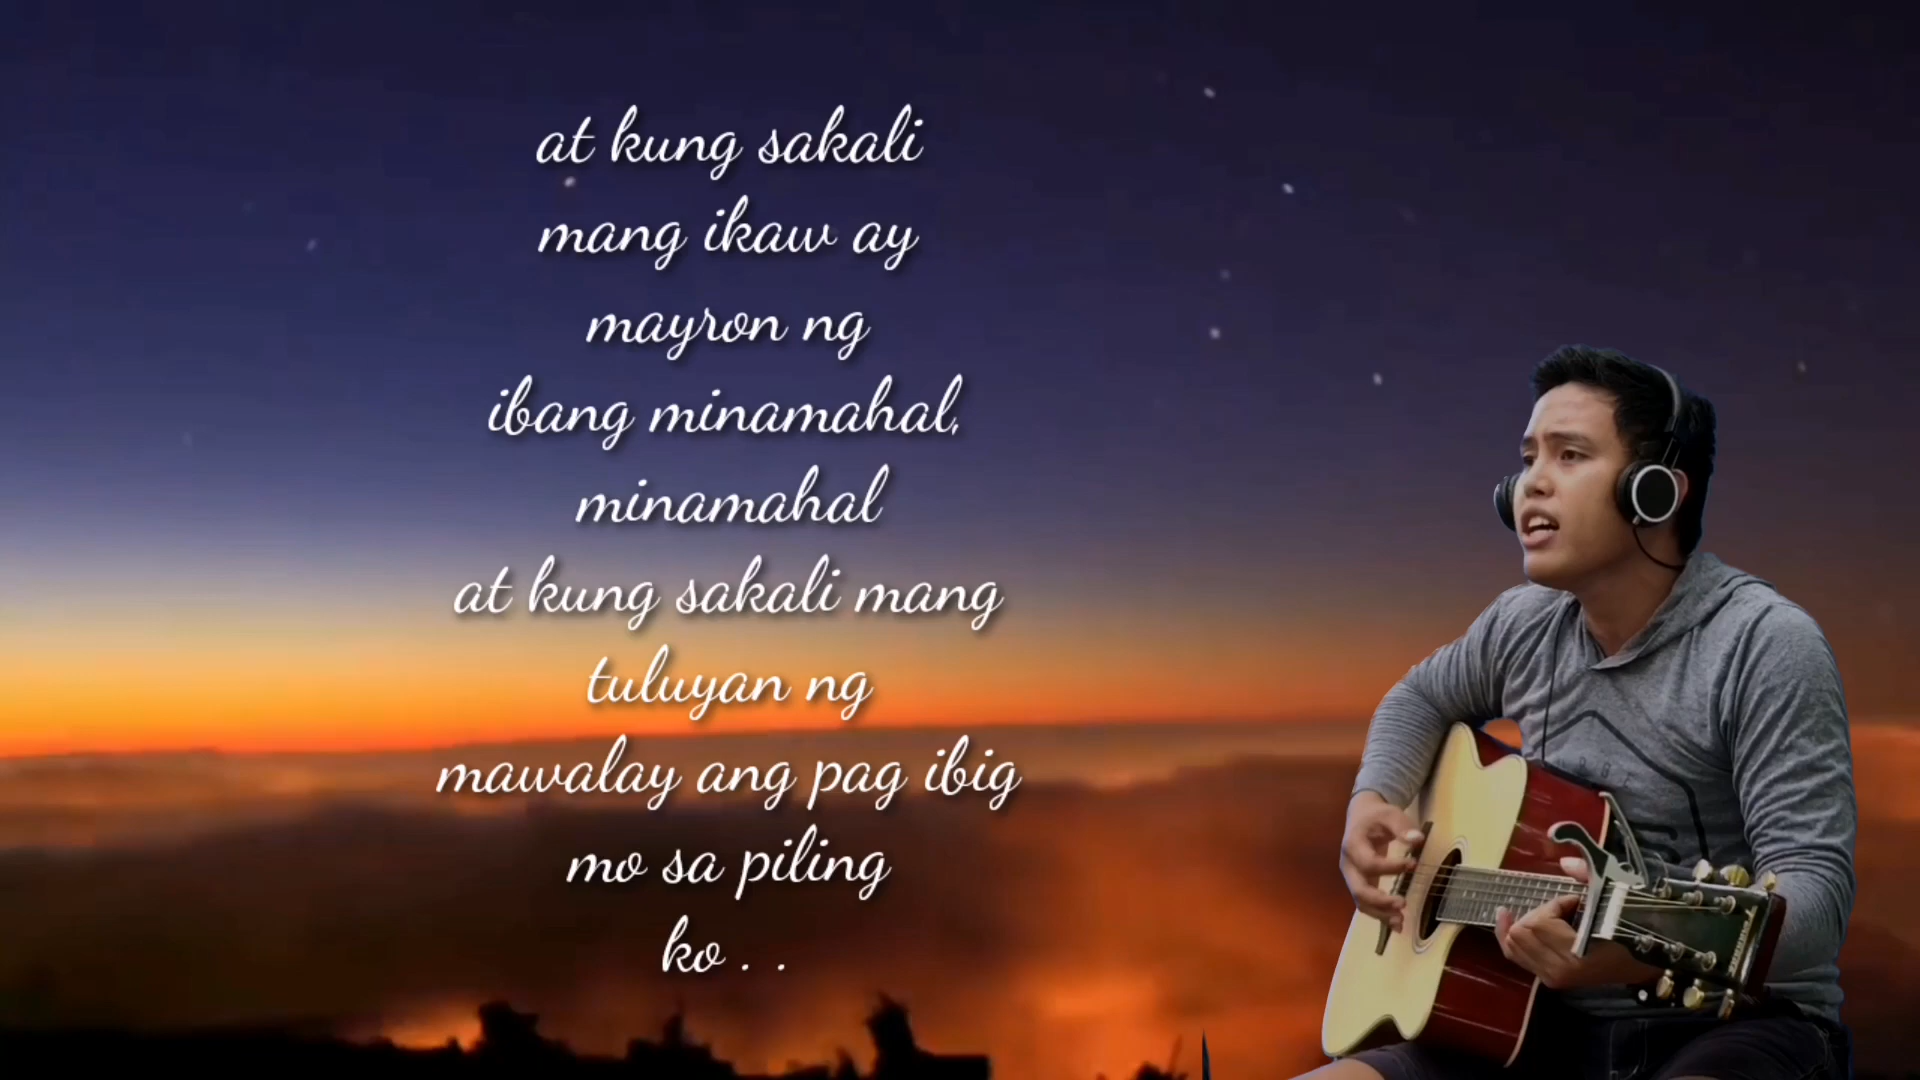 at kung sakali
mang ikaw ay
mayron ng
ibang minamahal,
minamahal
at kung sakali mang
tuluyan ng
mawalay ang pag ibig
mo sa piling
ko . .